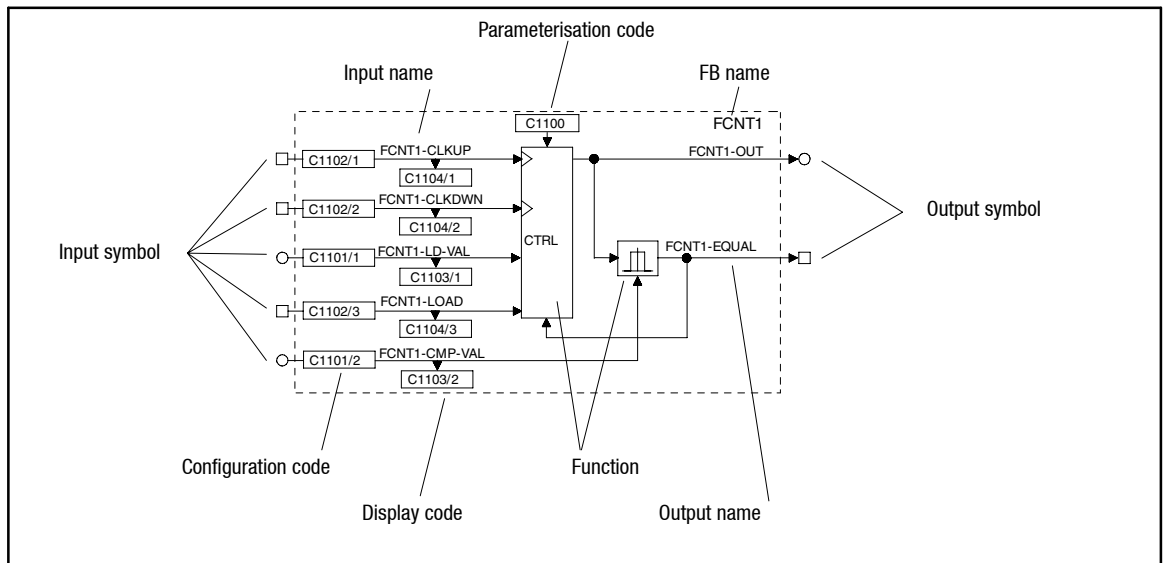 Parameterisation code
Input name
FB name
C1100
FCNT1
C1102/1
FCNT1-CLKUP
FCNT1-OUT
C1104/1
C1102/2
FCNT1-CLKDWN
C1104/2
Output symbol
Input symbol
CTRL
C1101/1
FCNT1-LD-VAL
FCNT1-EQUAL
C1103/1
C1102/3
FCNT1-LOAD
C1104/3
C1101/2
FCNT1-CMP-VAL
C1103/2
Configuration code
Function
Display code
Output name